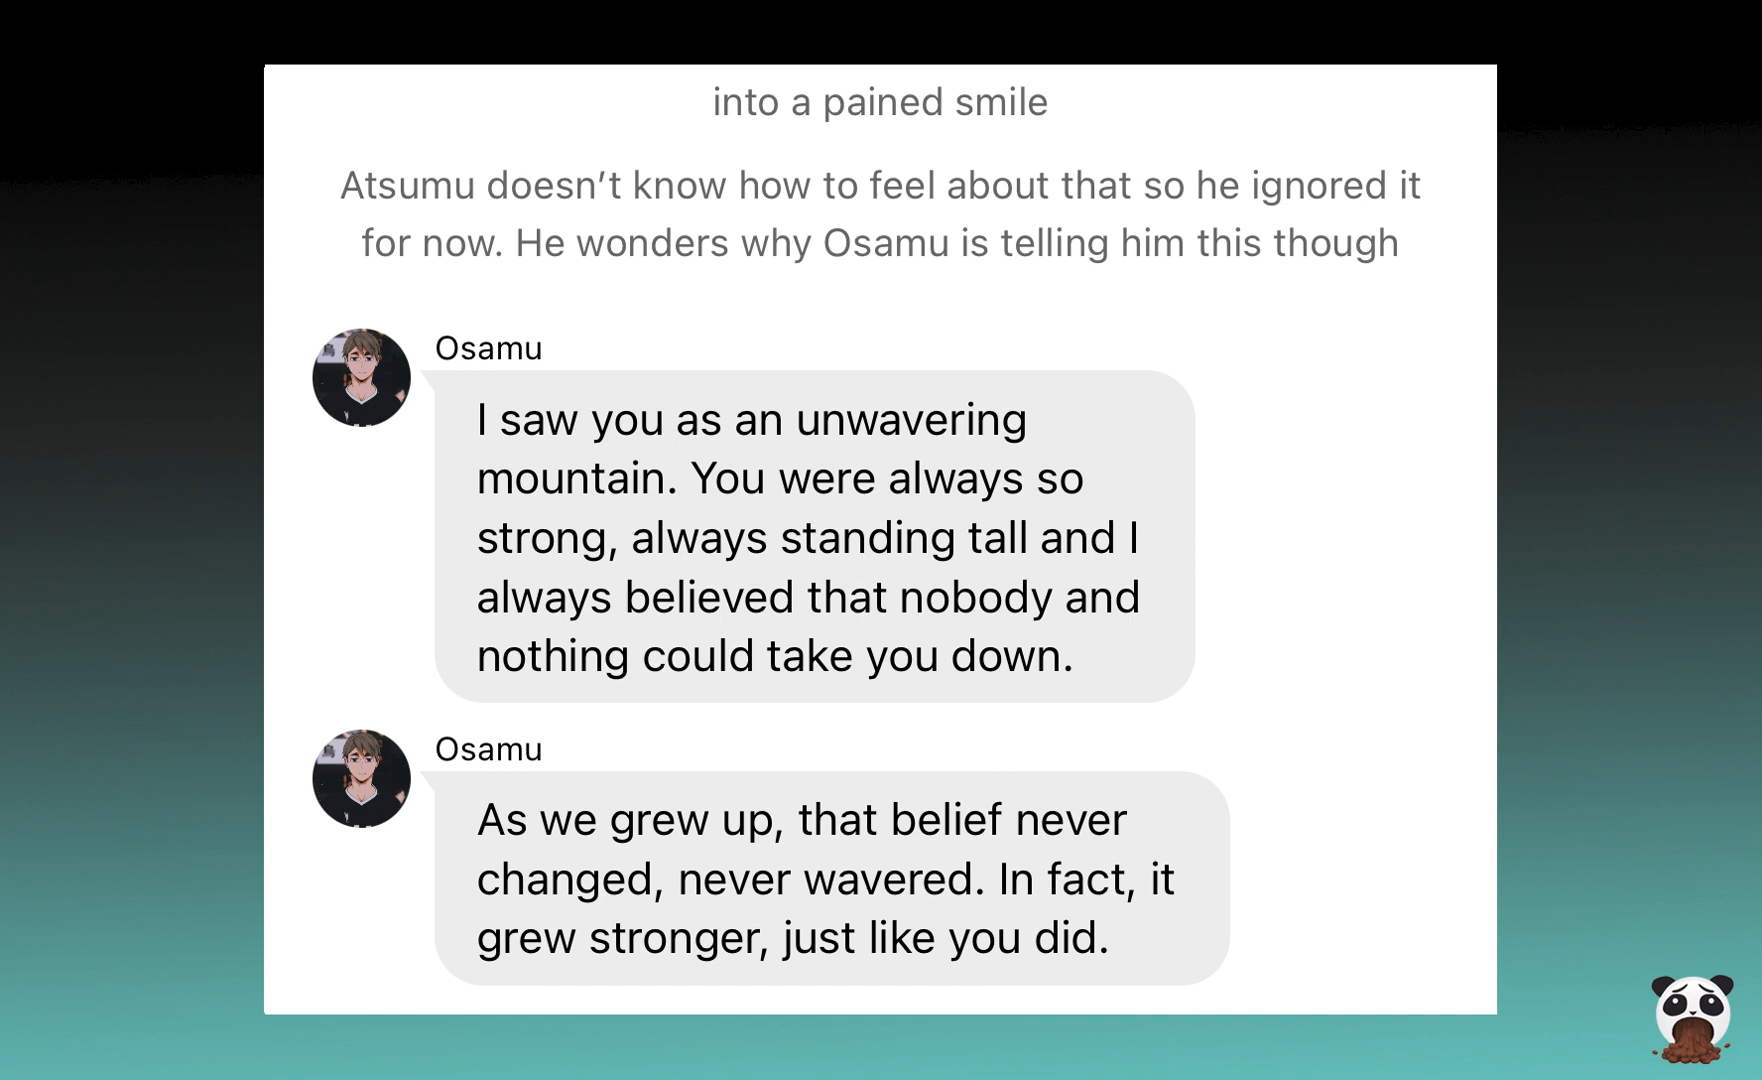 into a pained smile
Atsumu doesn’t know how to feel about that so he ignored it
for now. He wonders why Osamu is telling him this though
Osamu
I saw you as an unwavering
mountain. You were always so
strong, always standing tall and I
always believed that nobody and
nothing could take you down.
Osamu
As we grew up, that belief never
changed, never wavered. In fact, it
grew stronger, just like you did.